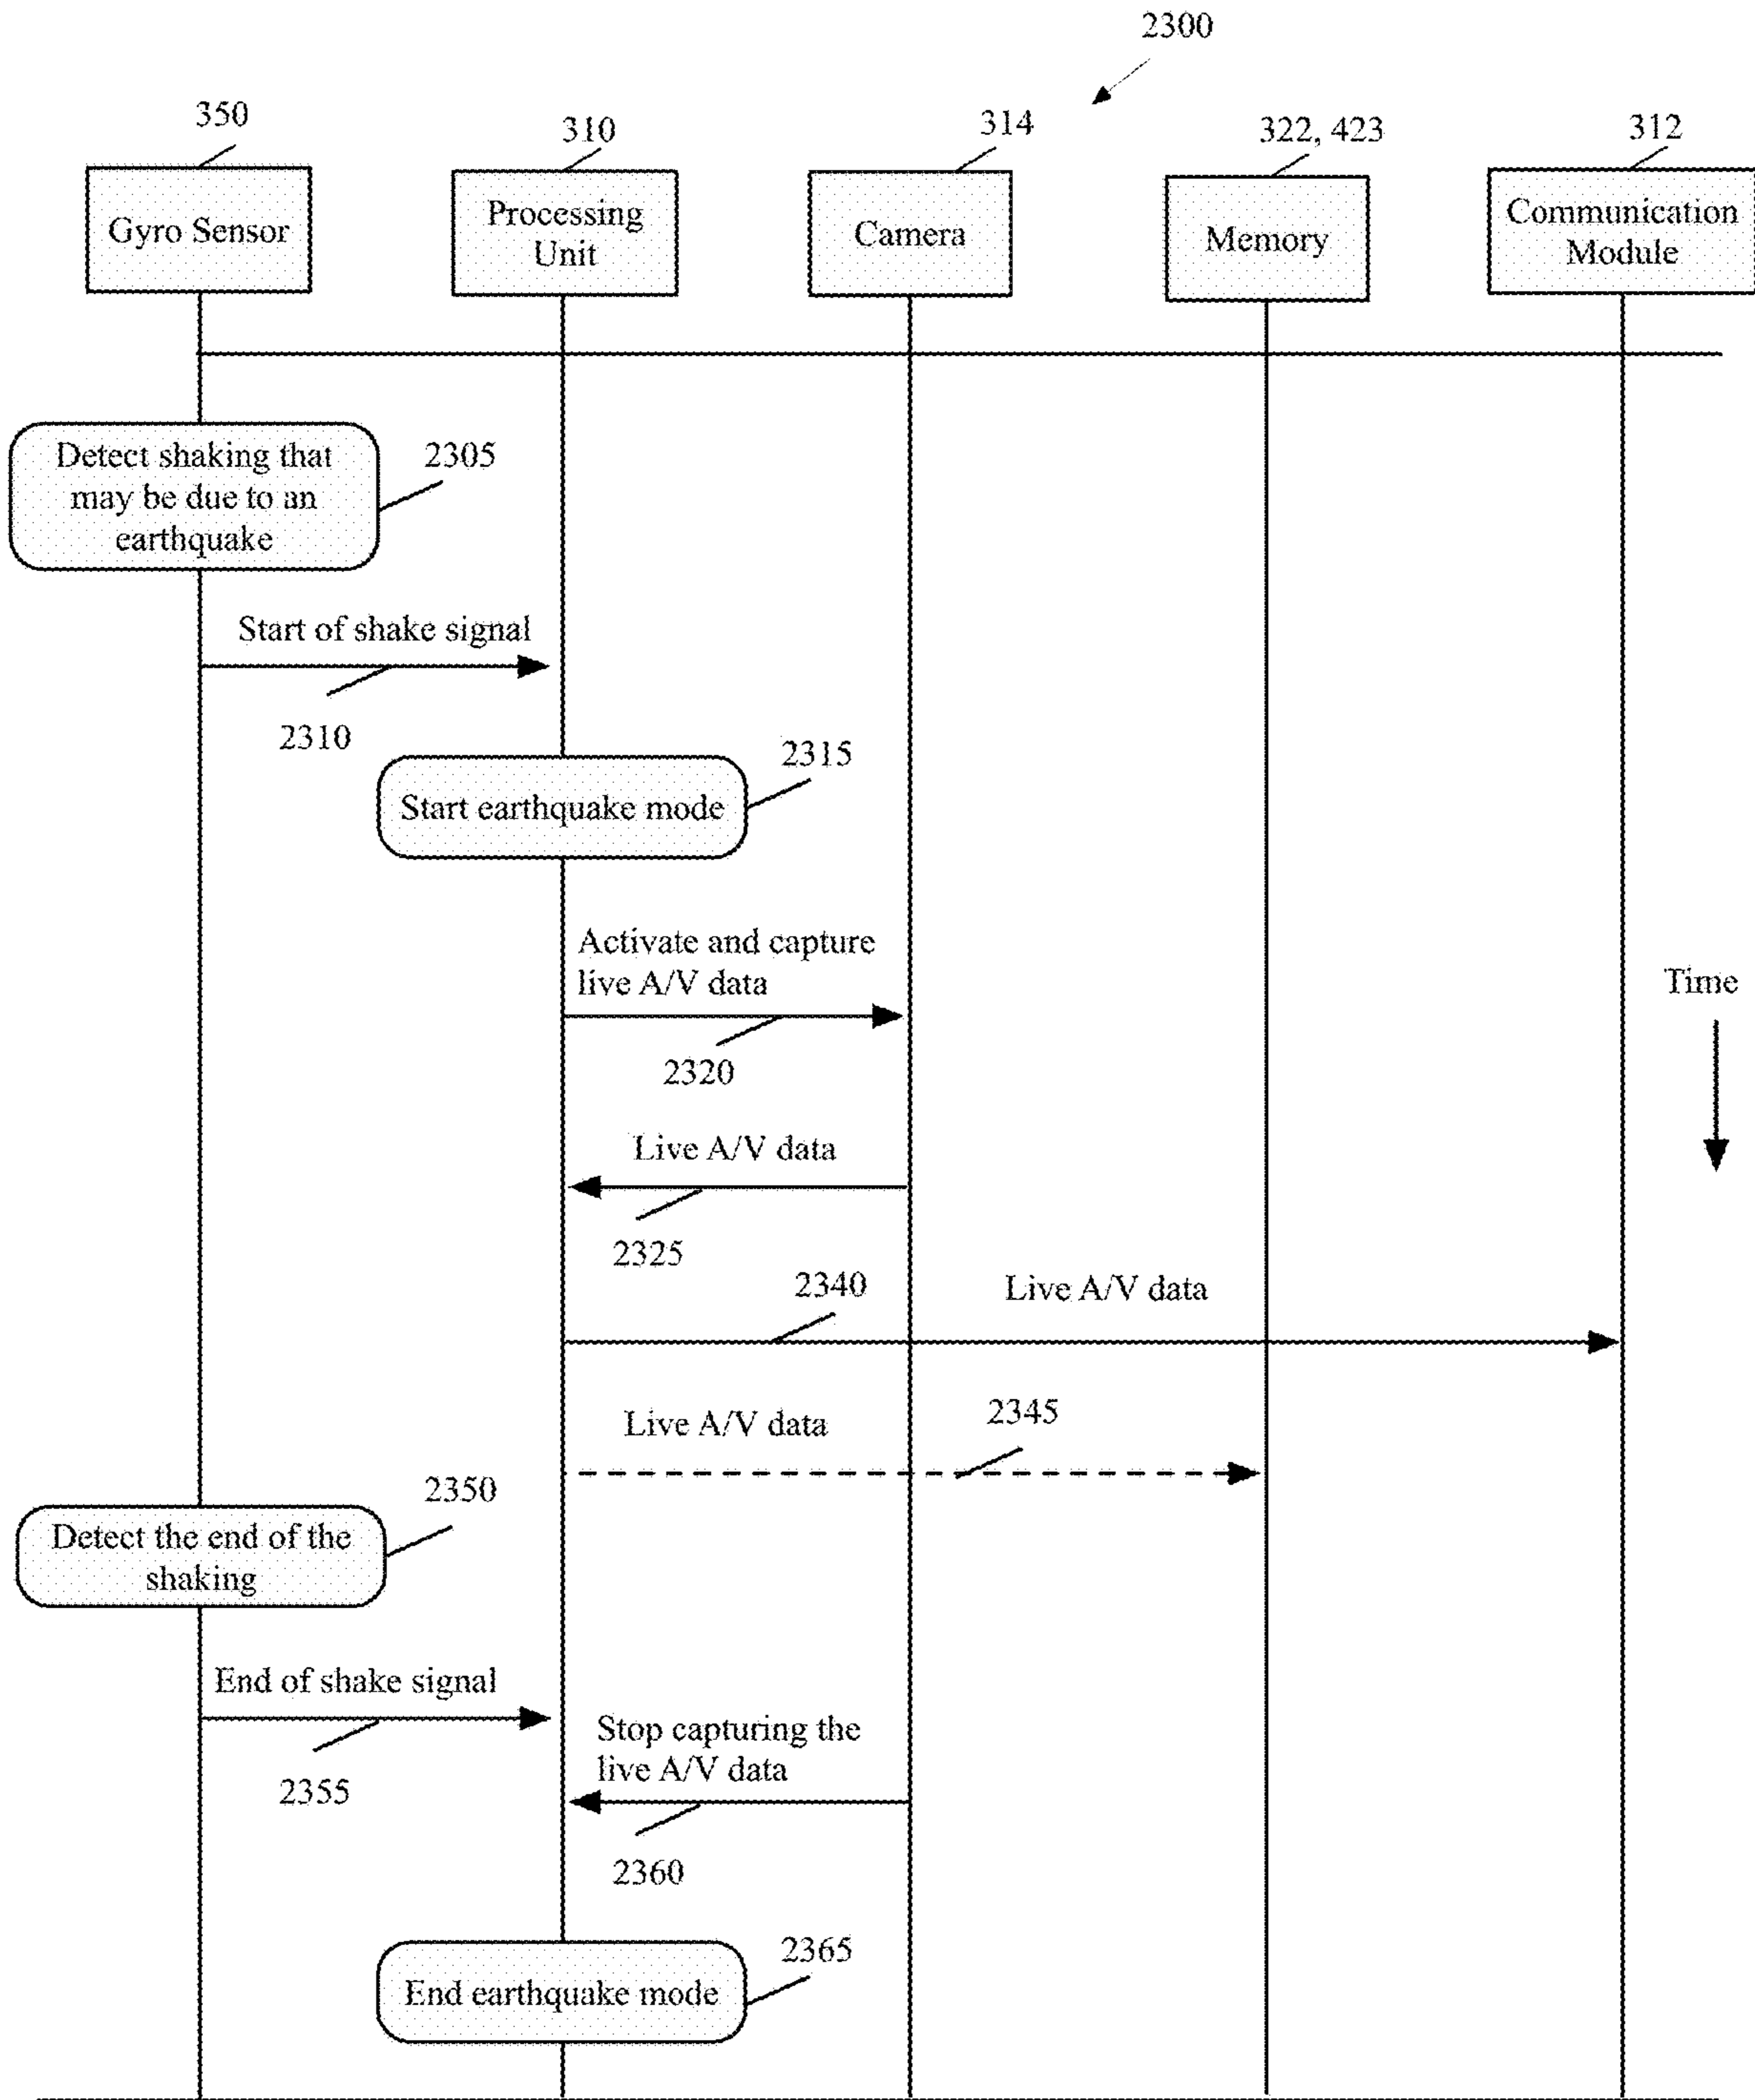 2300
350
310
314
322, 423
312
Gyro Sensor
Processing
Unit
Camera
Memory
Communication
Module
Detect shaking that
may be due to an
earthquake
2305
Start of shake signal
2310
2315
Start earthquake mode
Activate and capture
live A/V data
2320
Time
Live A/V data
2325
2340
Live A/V data
Live A/V data
2345
2350
Detect the end of the
shaking
End of shake signal
2355
Stop capturing the
live A/V data
2360
2365
End earthquake mode